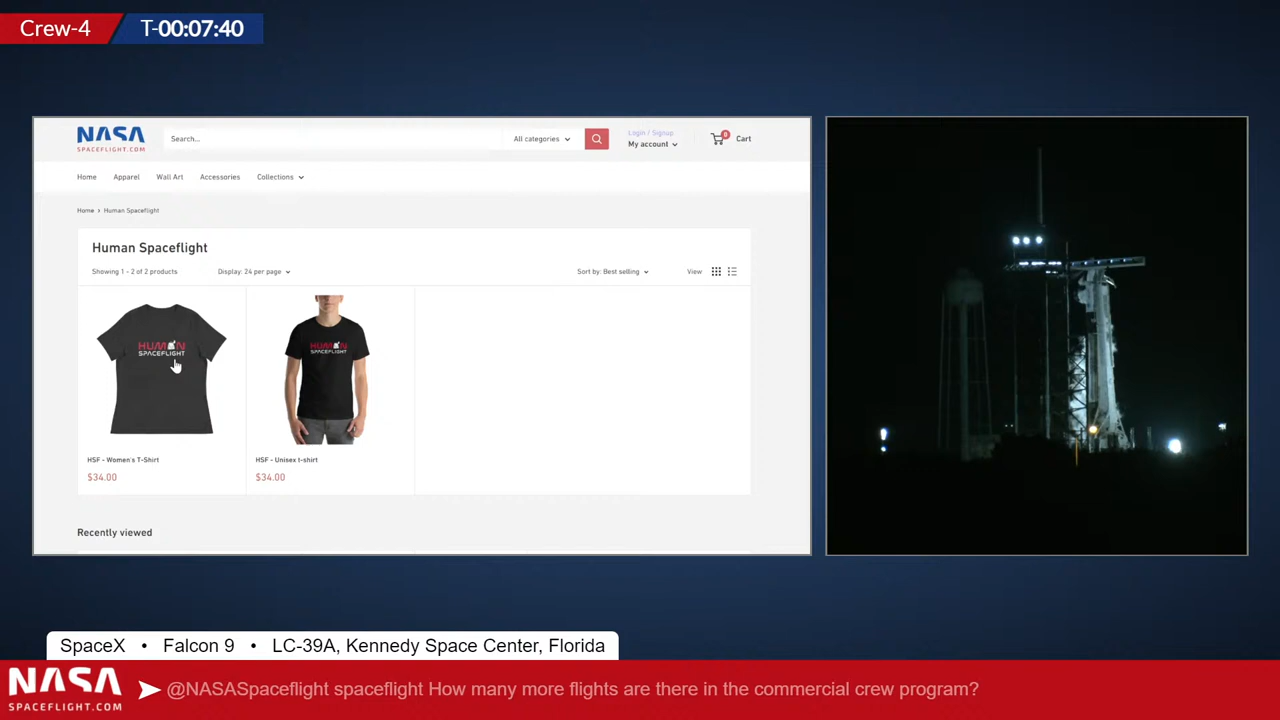 Crew-4
T-00:07:40
NASA
SPACEFLIGHT.COM
Search...
All categories
Login / Signup
My account
0
Cart
Home
Apparel
Wall Art
Accessories
Collections
Home › Human Spaceflight
Human Spaceflight
Showing 1 - 2 of 2 products
Display: 24 per page
Sort by: Best selling
View
HUMAN
SPACEFLIGHT
HUMAN
SPACEFLIGHT
HSF - Women's T-Shirt
$34.00
HSF - Unisex t-shirt
$34.00
Recently viewed
SpaceX • Falcon 9 • LC-39A, Kennedy Space Center, Florida
NASA
SPACEFLIGHT.COM
@NASASpaceflight spaceflight How many more flights are there in the commercial crew program?